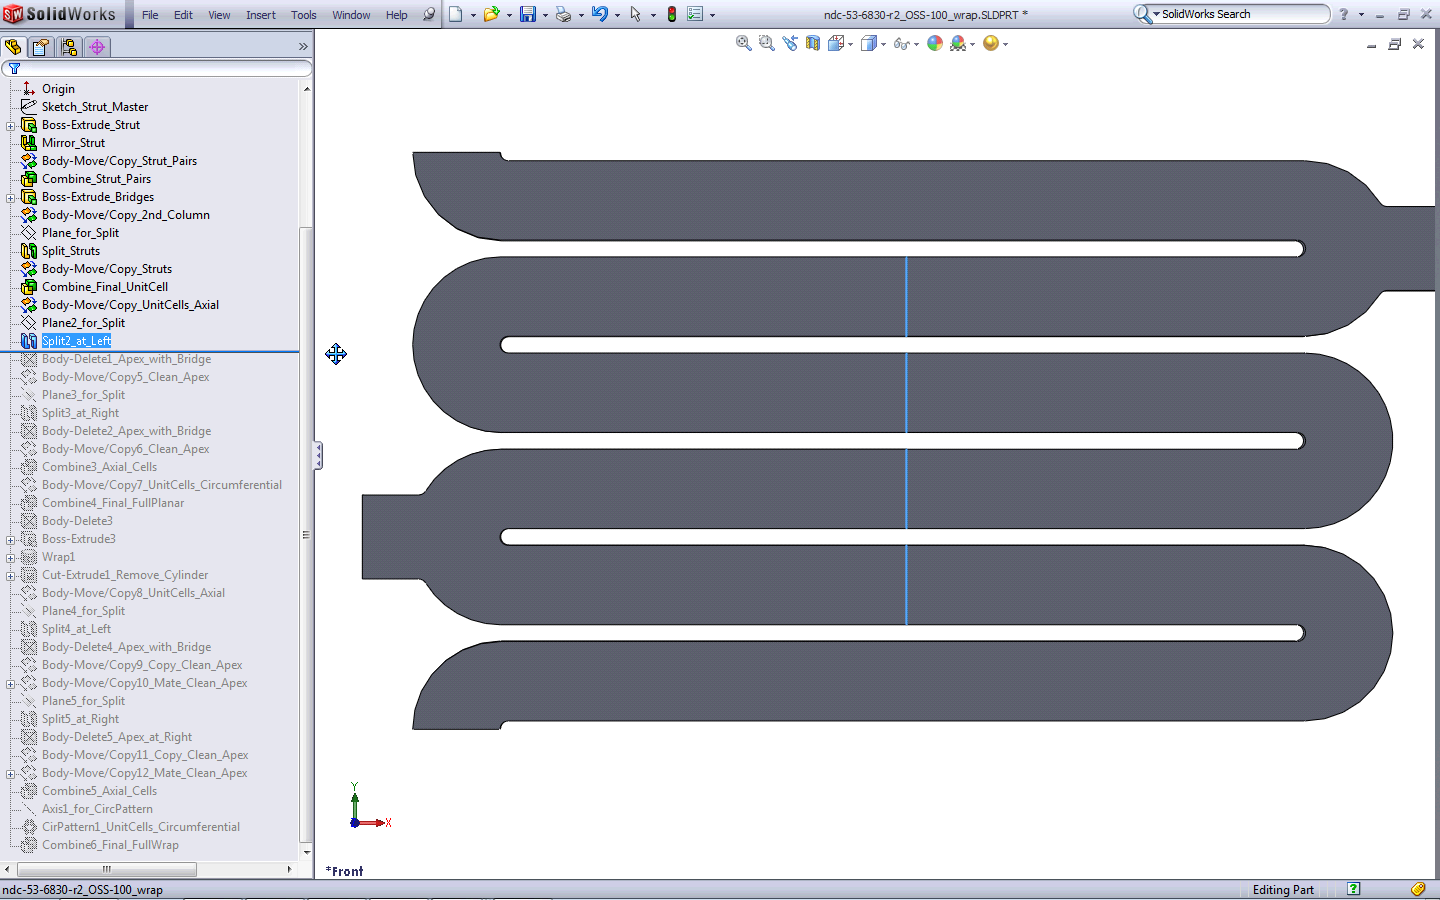 SolidWorks File Edit View Insert Tools Window Help ndc-53-6830-r2_OSS-100_wrap.SLDPRT * SolidWorks Search
Origin
Sketch_Strut_Master
Boss-Extrude_Strut
Mirror_Strut
Body-Move/Copy_Strut_Pairs
Combine_Strut_Pairs
Boss-Extrude_Bridges
Body-Move/Copy_2nd_Column
Plane_for_Split
Split_Struts
Body-Move/Copy_Struts
Combine_Final_UnitCell
Body-Move/Copy_UnitCells_Axial
Plane2_for_Split
Split2_at_Left
Body-Delete1_Apex_with_Bridge
Body-Move/Copy5_Clean_Apex
Plane3_for_Split
Split3_at_Right
Body-Delete2_Apex_with_Bridge
Body-Move/Copy6_Clean_Apex
Combine3_Axial_Cells
Body-Move/Copy7_UnitCells_Circumferential
Combine4_Final_FullPlanar
Body-Delete3
Boss-Extrude3
Wrap1
Cut-Extrude1_Remove_Cylinder
Body-Move/Copy8_UnitCells_Axial
Plane4_for_Split
Split4_at_Left
Body-Delete4_Apex_with_Bridge
Body-Move/Copy9_Copy_Clean_Apex
Body-Move/Copy10_Mate_Clean_Apex
Plane5_for_Split
Split5_at_Right
Body-Delete5_Apex_at_Right
Body-Move/Copy11_Copy_Clean_Apex
Body-Move/Copy12_Mate_Clean_Apex
Combine5_Axial_Cells
Axis1_for_CircPattern
CirPattern1_UnitCells_Circumferential
Combine6_Final_FullWrap
Y
X
*Front
ndc-53-6830-r2_OSS-100_wrap Editing Part